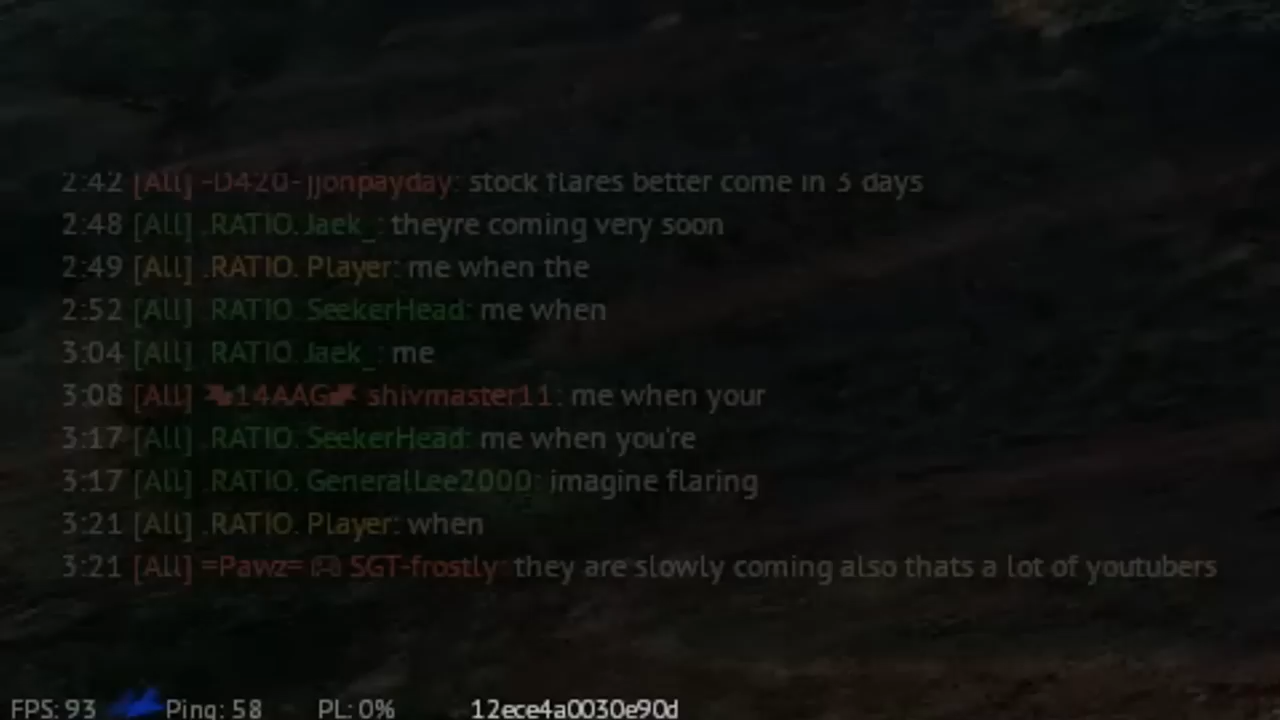 2:42 [All] -D420- jjonpayday: stock flares better come in 3 days
2:48 [All] .RATIO. Jaek_: theyre coming very soon
2:49 [All] .RATIO. Player: me when the
2:52 [All] .RATIO. SeekerHead: me when
3:04 [All] .RATIO. Jaek_: me
3:08 [All] 14AAG shivmaster11: me when your
3:17 [All] .RATIO. SeekerHead: me when you're
3:17 [All] .RATIO. GeneralLee2000: imagine flaring
3:21 [All] .RATIO. Player: when
3:21 [All] =Pawz= 🎮 SGT-frostly: they are slowly coming also thats a lot of youtubers
FPS: 93 Ping: 58 PL: 0% 12ece4a0030e90d